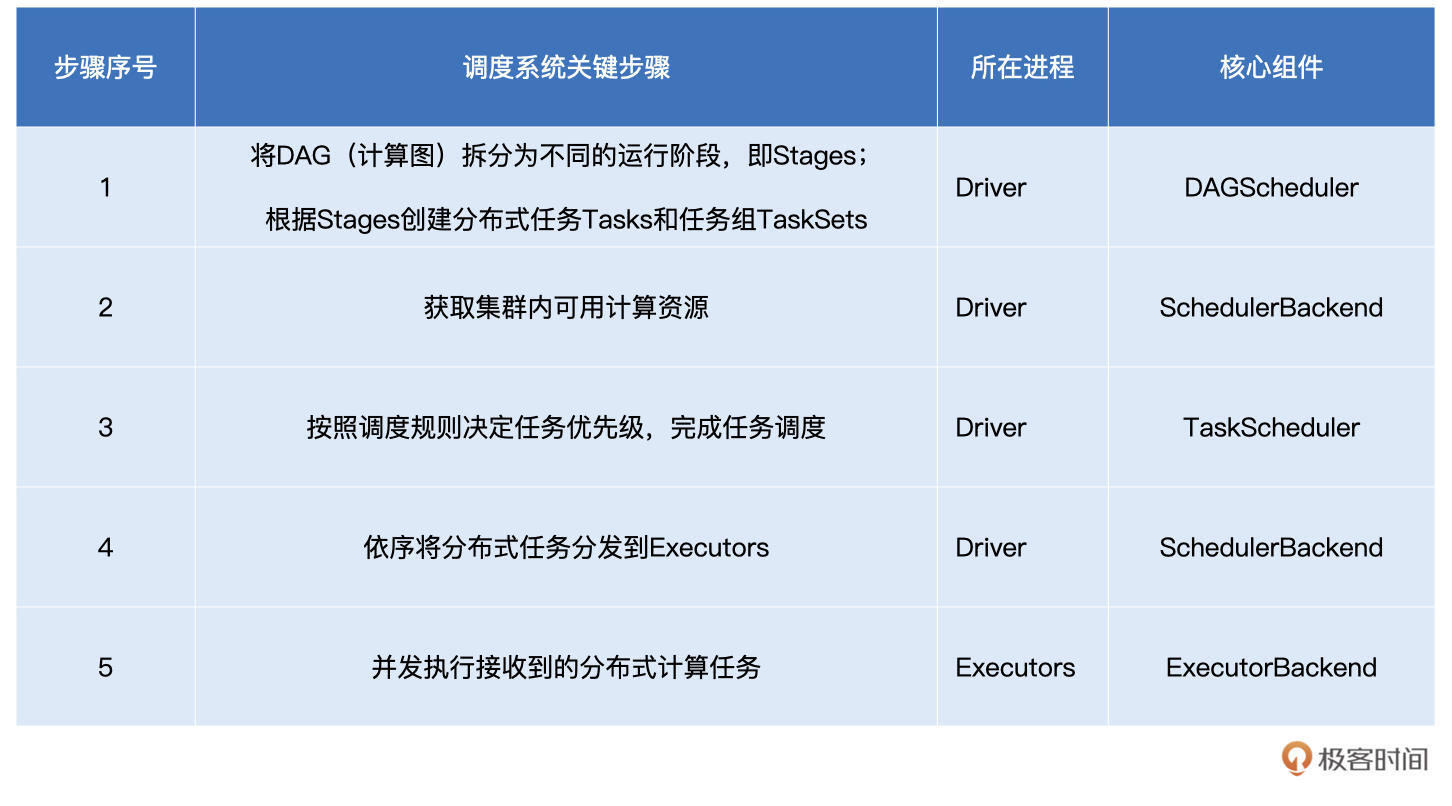 步骤序号 调度系统关键步骤 所在进程 核心组件
1 将DAG（计算图）拆分为不同的运行阶段，即Stages；
根据Stages创建分布式任务Tasks和任务组TaskSets Driver DAGScheduler
2 获取集群内可用计算资源 Driver SchedulerBackend
3 按照调度规则决定任务优先级，完成任务调度 Driver TaskScheduler
4 依序将分布式任务分发到Executors Driver SchedulerBackend
5 并发执行接收到的分布式计算任务 Executors ExecutorBackend
极客时间